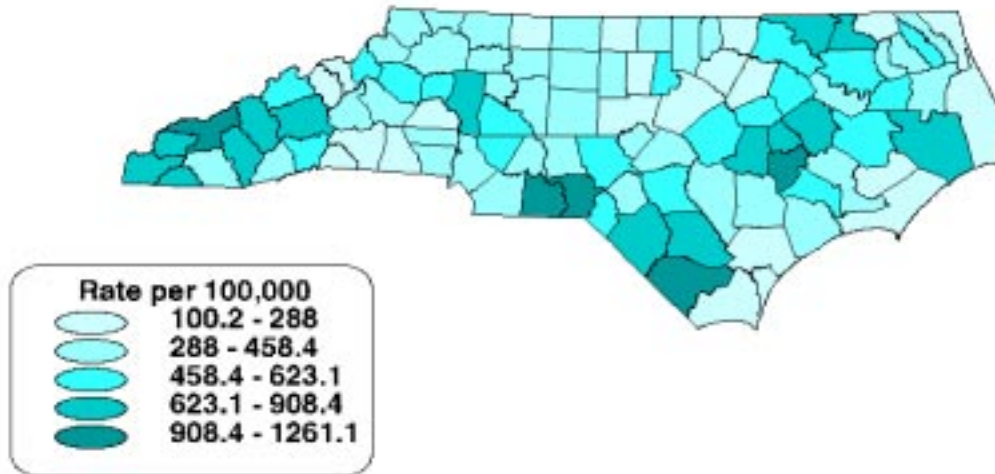 Rate per 100,000
100.2 - 288
288 - 458.4
458.4 - 623.1
623.1 - 908.4
908.4 - 1261.1